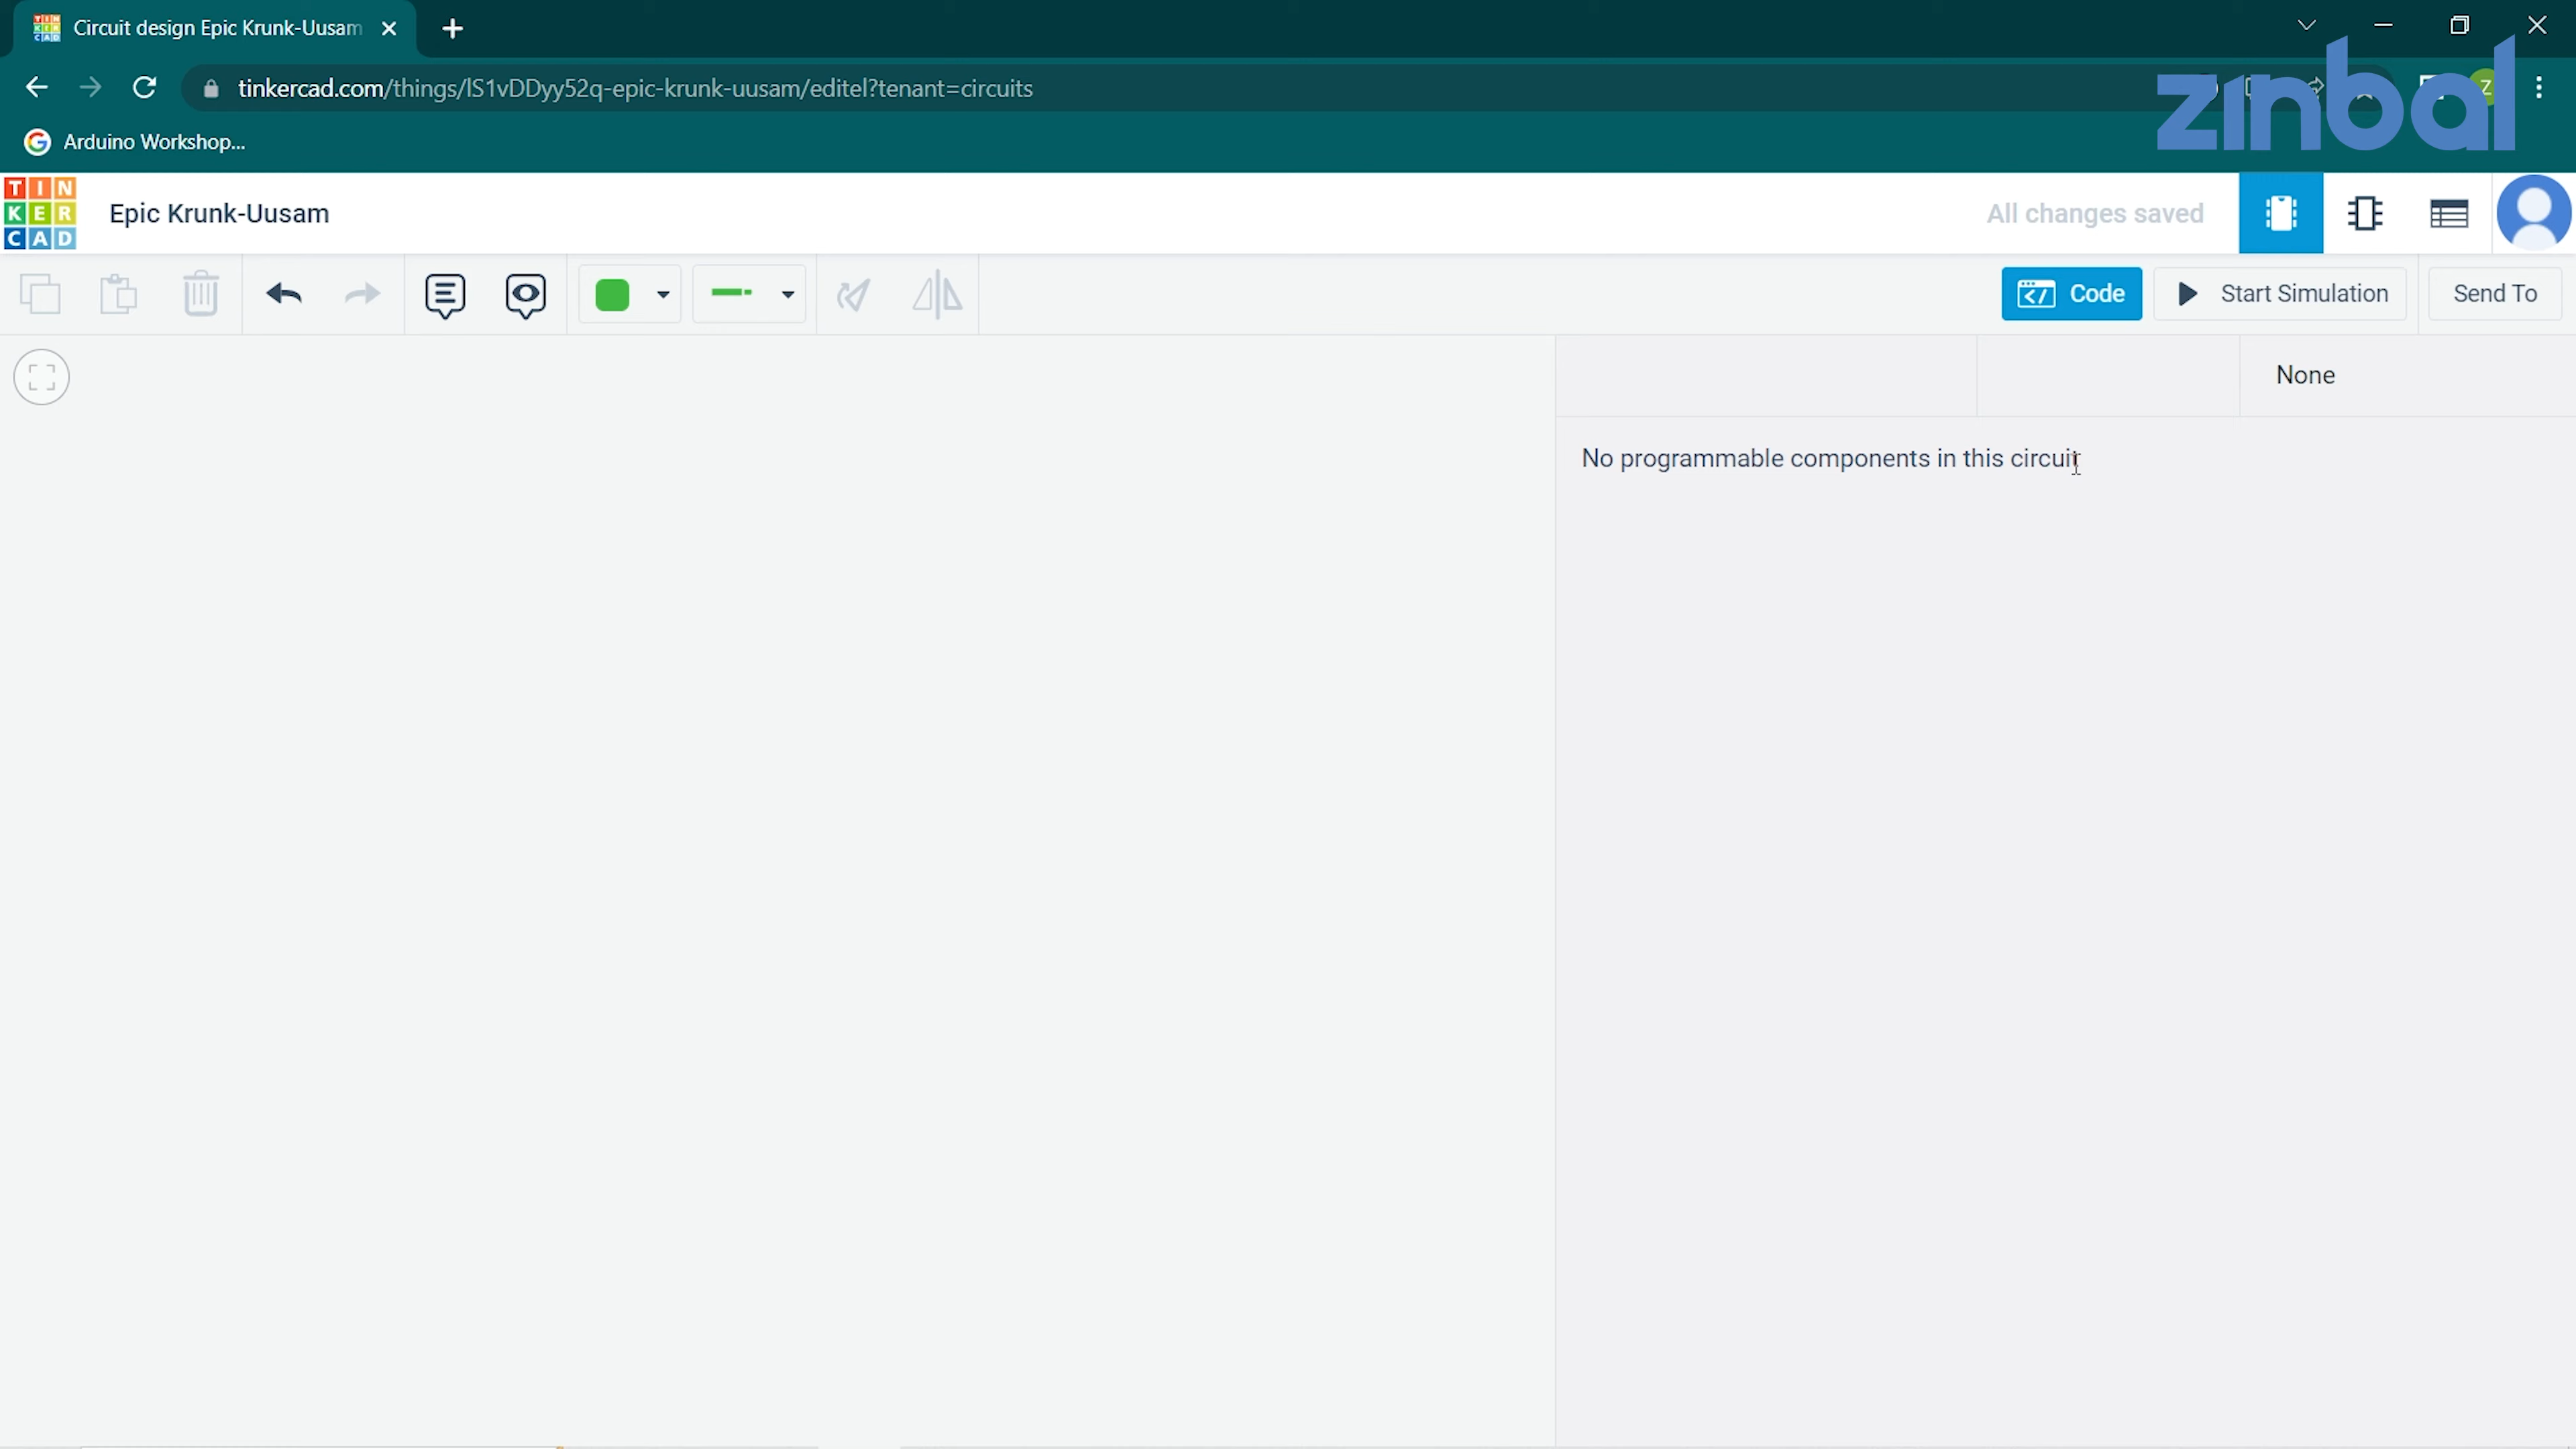 Circuit design Epic Krunk-Uusam
tinkercad.com/things/lS1vDDyy52q-epic-krunk-uusam/editel?tenant=circuits
zinbal
Z
Arduino Workshop...
TIN
KER
CAD
Epic Krunk-Uusam
All changes saved
Code
Start Simulation
Send To
None
No programmable components in this circuit